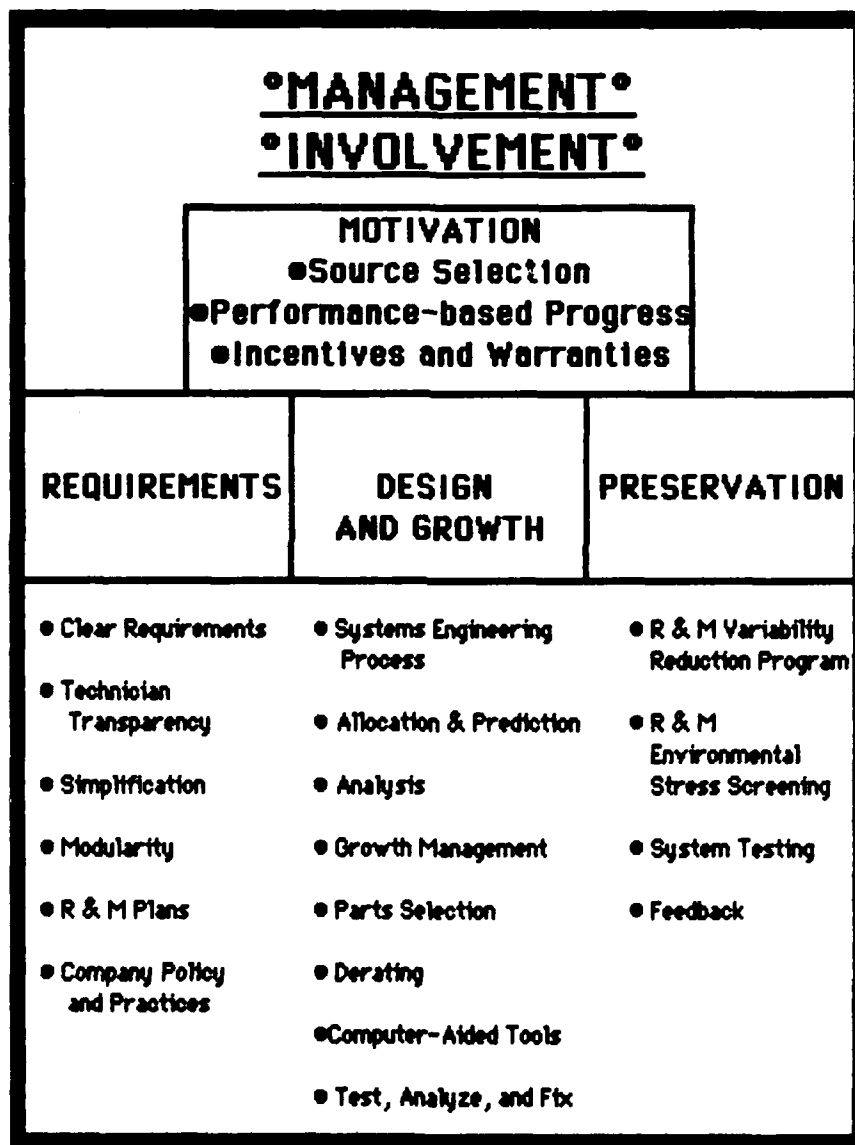 °MANAGEMENT°
°INVOLVEMENT°
MOTIVATION
●Source Selection
●Performance-based Progress
●Incentives and Warranties
REQUIREMENTS
DESIGN
AND GROWTH
PRESERVATION
● Clear Requirements
● Technician
Transparency
● Simplification
● Modularity
● R & M Plans
● Company Policy
and Practices
● Systems Engineering
Process
● Allocation & Prediction
● Analysis
● Growth Management
● Parts Selection
● Derating
●Computer-Aided Tools
● Test, Analyze, and Fix
● R & M Variability
Reduction Program
● R & M
Environmental
Stress Screening
● System Testing
● Feedback